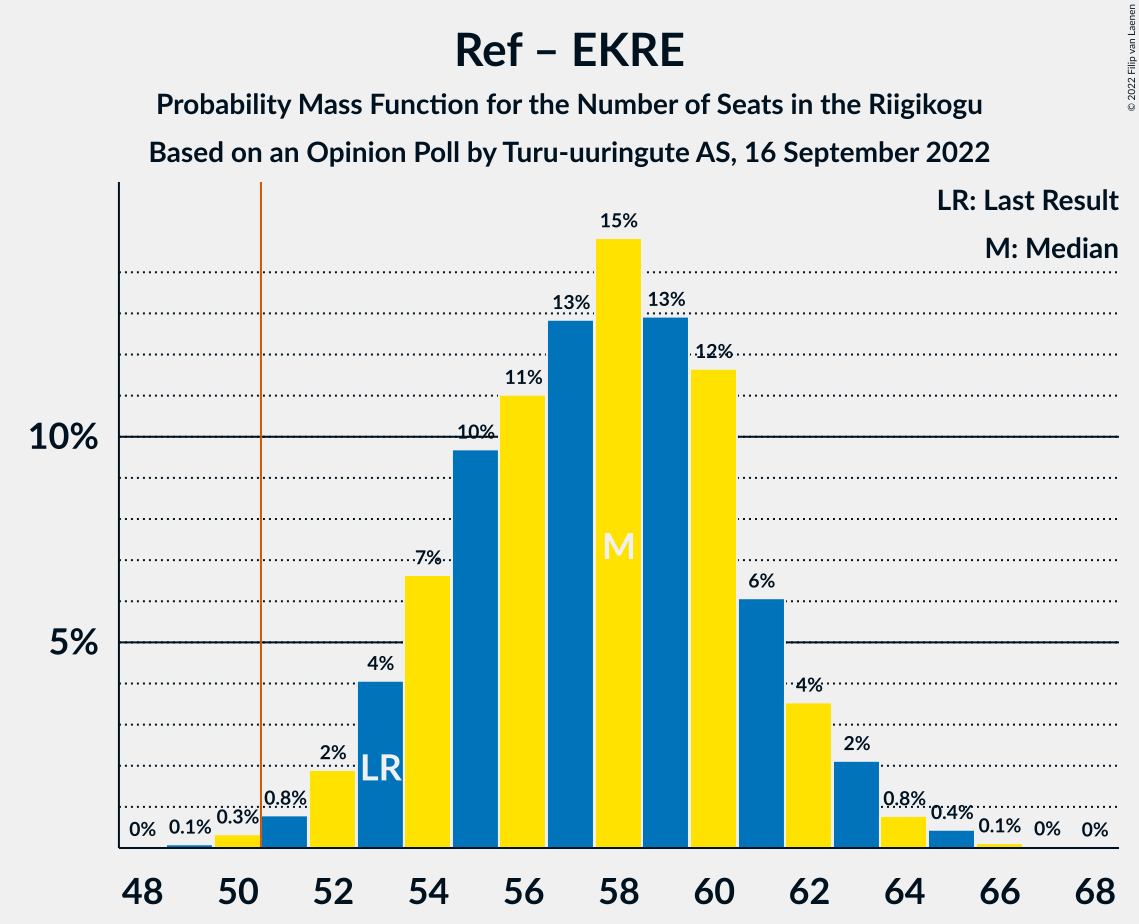 Ref – EKRE
Probability Mass Function for the Number of Seats in the Riigikogu
Based on an Opinion Poll by Turu-uuringute AS, 16 September 2022
© 2022 Filip van Laenen
LR: Last Result
M: Median
10%
5%
0%
0.1%
0.3%
0.8%
2%
4%
7%
10%
11%
13%
15%
13%
12%
6%
4%
2%
0.8%
0.4%
0.1%
0%
0%
LR
M
48 50 52 54 56 58 60 62 64 66 68